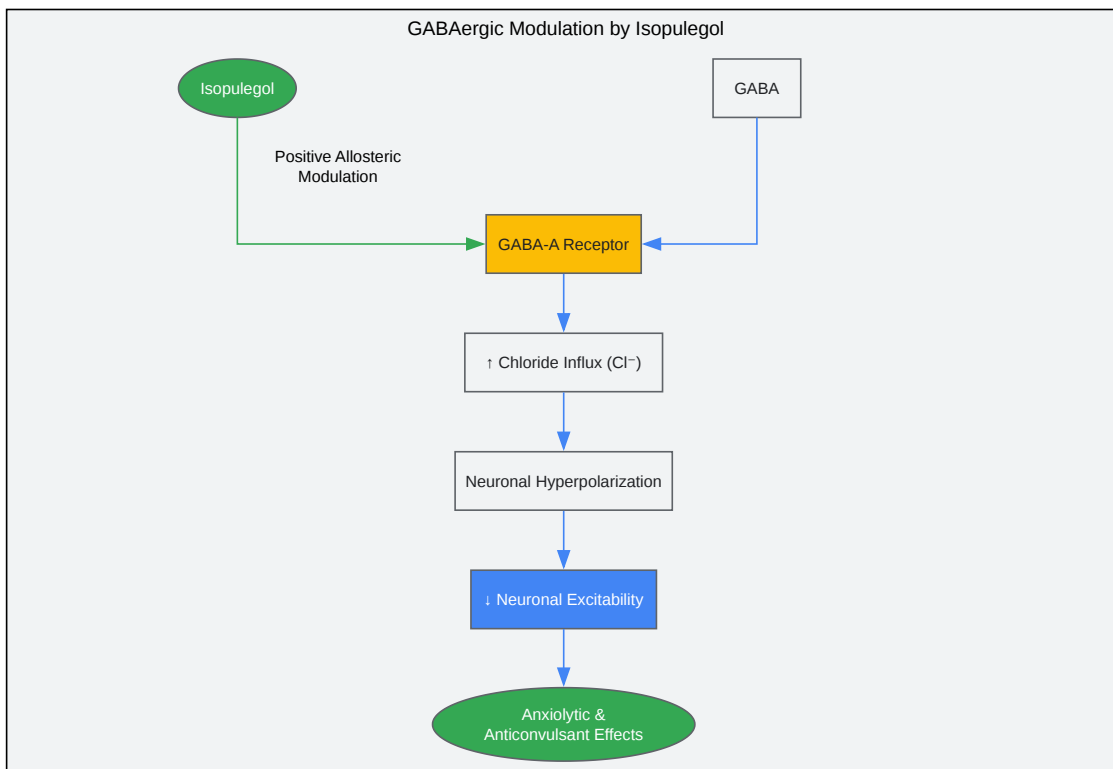 GABAergic Modulation by Isopulegol
Isopulegol
GABA
Positive Allosteric
Modulation
GABA-A Receptor
↑ Chloride Influx (Cl⁻)
Neuronal Hyperpolarization
↓ Neuronal Excitability
Anxiolytic &
Anticonvulsant Effects